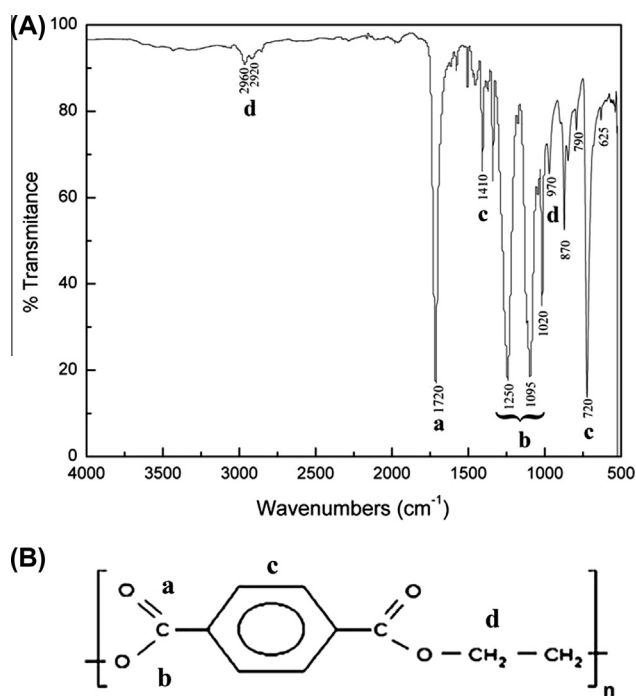 (A)
100
80
60
40
20
0
% Transmitance
4000 3500 3000 2500 2000 1500 1000 500
Wavenumbers (cm⁻¹)
2960
2920
d
1720
a
1410
c
1250
1095
b
1020
970
d
870
790
720
c
625
(B)
O a c O
C C d
O b O CH₂ CH₂
n